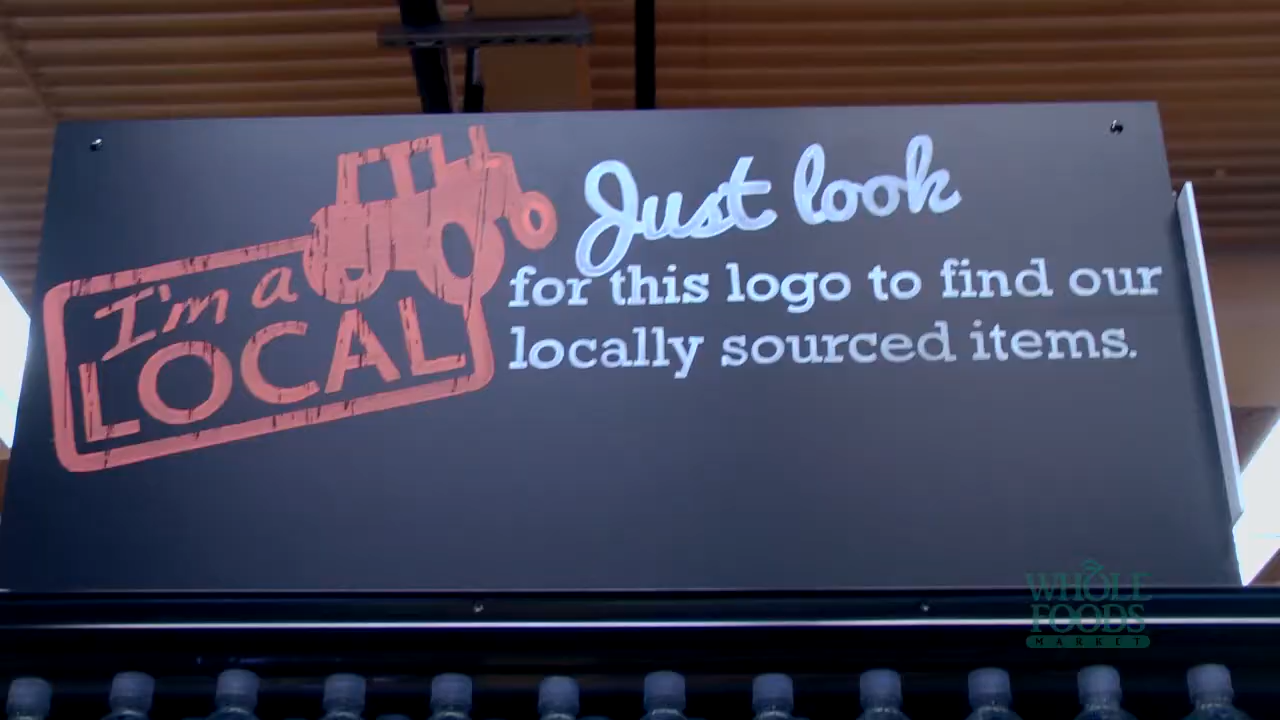 I'm a
LOCAL
Just look
for this logo to find our
locally sourced items.
WHOLE
FOODS
MARKET